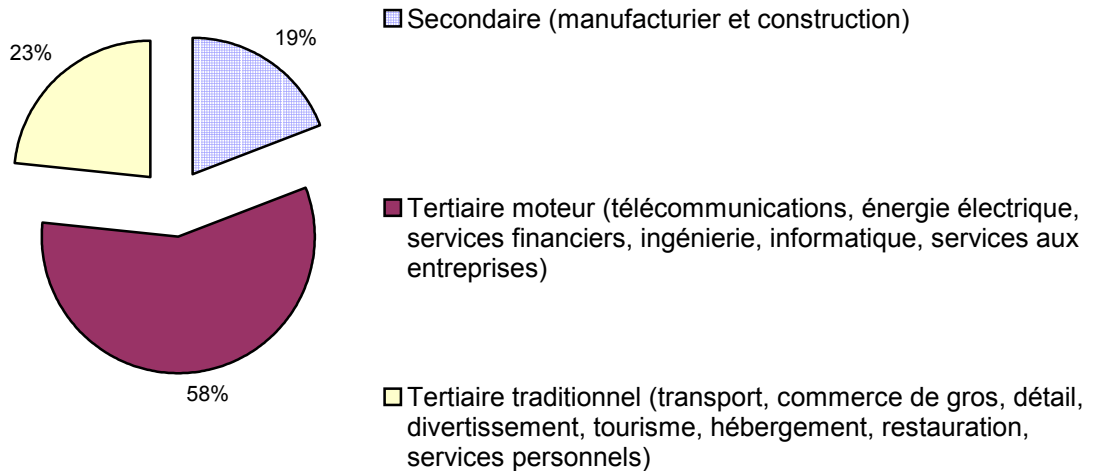 19%
Secondaire (manufacturier et construction)
23%
Tertiaire moteur (télécommunications, énergie électrique,
services financiers, ingénierie, informatique, services aux
entreprises)
58%
Tertiaire traditionnel (transport, commerce de gros, détail,
divertissement, tourisme, hébergement, restauration,
services personnels)